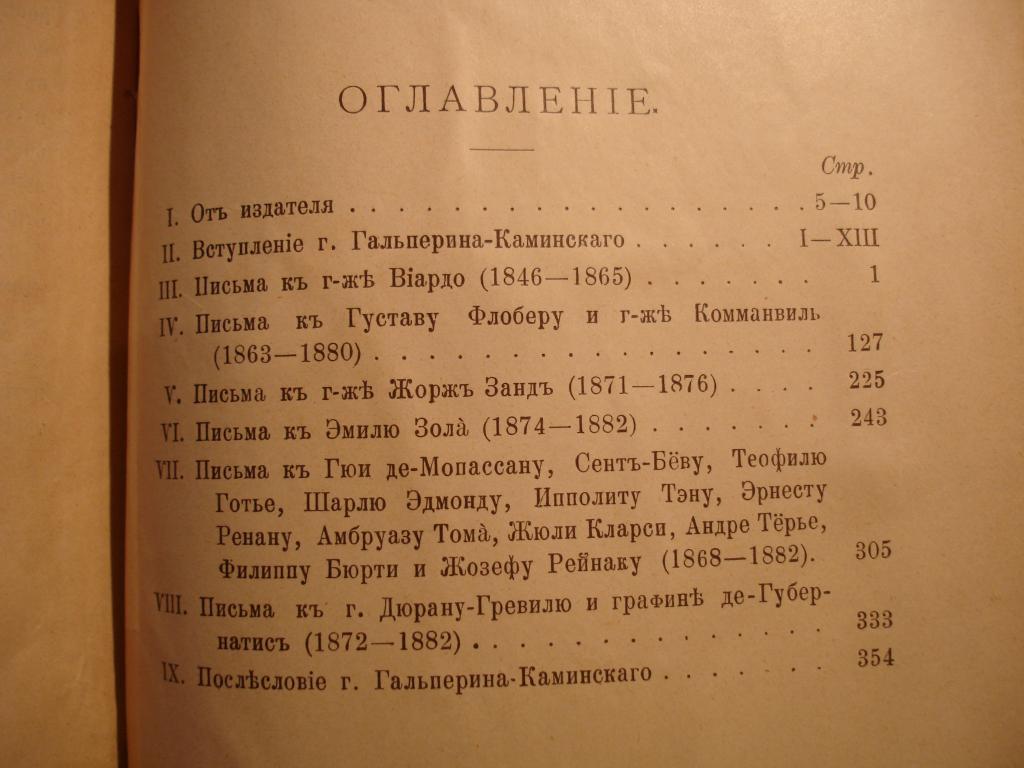 ОГЛАВЛЕНІЕ.
Стр.
I. Отъ издателя . . . . . . . . . . . . . . . . . . 5—10
II. Вступленіе г. Гальперина-Каминскаго . . . . . . I—XIII
III. Письма къ г-жѣ Віардо (1846—1865) . . . . . . . 1
IV. Письма къ Густаву Флоберу и г-жѣ Комманвиль
(1863—1880) . . . . . . . . . . . . . . . . . 127
V. Письма къ г-жѣ Жоржъ Зандъ (1871—1876) . . . . 225
VI. Письма къ Эмилю Золà (1874—1882) . . . . . . . 243
VII. Письма къ Гюи де-Мопассану, Сентъ-Бёву, Теофилю
Готье, Шарлю Эдмонду, Ипполиту Тэну, Эрнесту
Ренану, Амбруазу Томà, Жюли Кларси, Андре Тёрье,
Филиппу Бюрти и Жозефу Рейнаку (1868—1882). 305
VIII. Письма къ г. Дюрану-Гревилю и графинѣ де-Губер-
натисъ (1872—1882) . . . . . . . . . . . . . 333
IX. Послѣсловіе г. Гальперина-Каминскаго . . . . . . 354